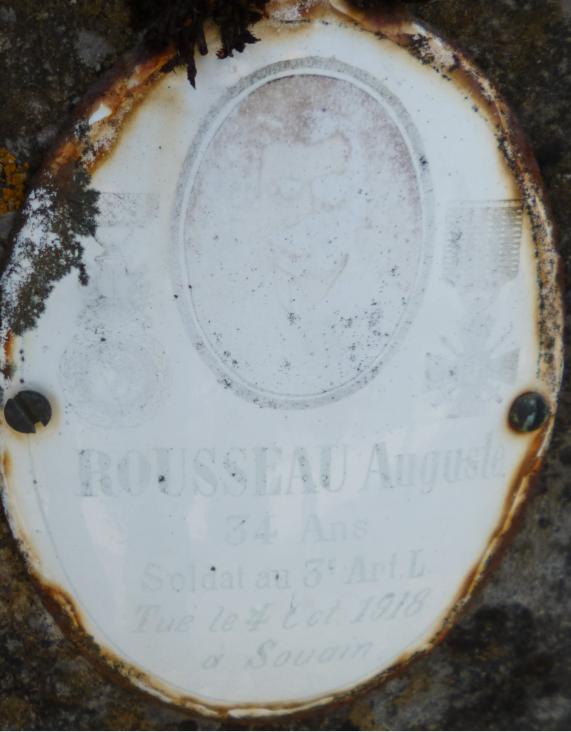 ROUSSEAU Auguste
34 Ans
Soldat au 3e Art. L
Tué le 4 Oct. 1918
à Souain